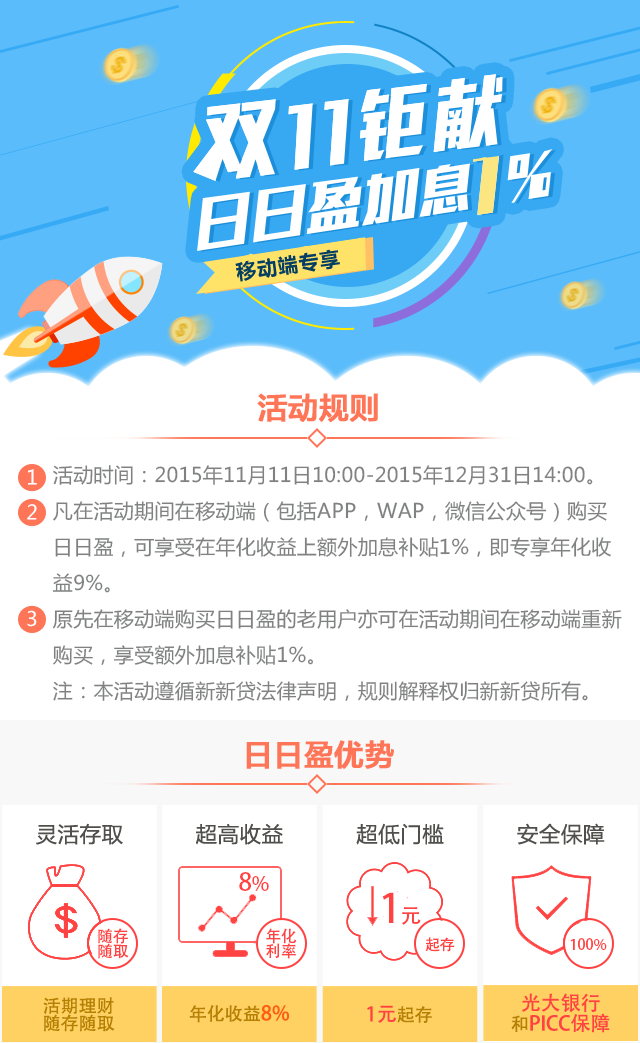 双11钜献
日日盈加息1%
移动端专享
活动规则
1 活动时间：2015年11月11日10:00-2015年12月31日14:00。
2 凡在活动期间在移动端（包括APP，WAP，微信公众号）购买
日日盈，可享受在年化收益上额外加息补贴1%，即专享年化收
益9%。
3 原先在移动端购买日日盈的老用户亦可在活动期间在移动端重新
购买，享受额外加息补贴1%。
注：本活动遵循新新贷法律声明，规则解释权归新新贷所有。
日日盈优势
灵活存取
$
随存
随取
活期理财
随存随取
超高收益
8%
年化
利率
年化收益8%
超低门槛
1元
起存
1元起存
安全保障
100%
光大银行
和PICC保障